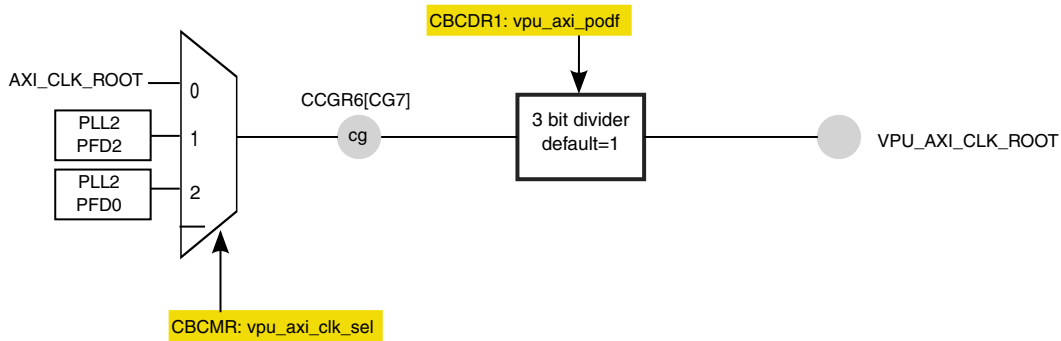 CBCDR1: vpu_axi_podf
AXI_CLK_ROOT
0
CCGR6[CG7]
PLL2
PFD2
1
cg
3 bit divider
default=1
VPU_AXI_CLK_ROOT
PLL2
PFD0
2
CBCMR: vpu_axi_clk_sel